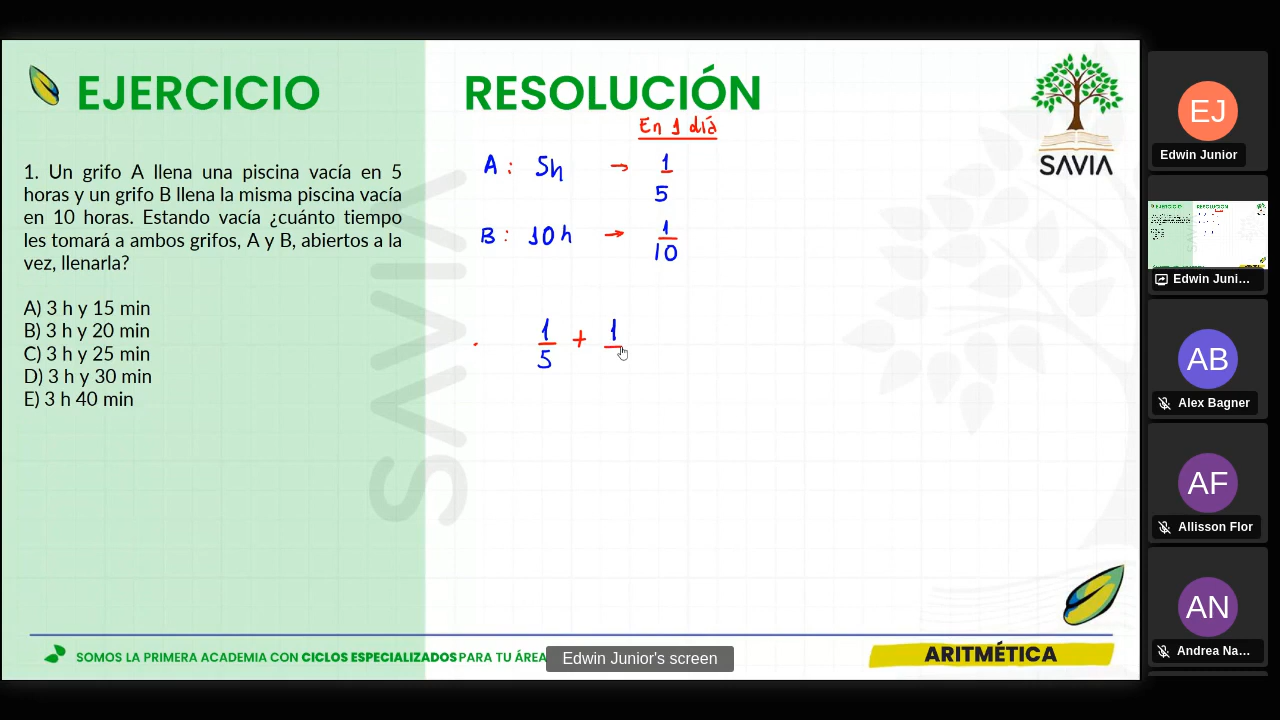 EJERCICIO
RESOLUCIÓN
SAVIA
En 1 diá
A : 5h → 1/5
B : 10h → 1/10
1/5 + 1
1. Un grifo A llena una piscina vacía en 5
horas y un grifo B llena la misma piscina vacía
en 10 horas. Estando vacía ¿cuánto tiempo
les tomará a ambos grifos, A y B, abiertos a la
vez, llenarla?
A) 3 h y 15 min
B) 3 h y 20 min
C) 3 h y 25 min
D) 3 h y 30 min
E) 3 h 40 min
SAVIA
SOMOS LA PRIMERA ACADEMIA CON CICLOS ESPECIALIZADOS PARA TU ÁREA
Edwin Junior's screen
ARITMÉTICA
EJ
Edwin Junior
Edwin Juni...
AB
Alex Bagner
AF
Allisson Flor
AN
Andrea Na...